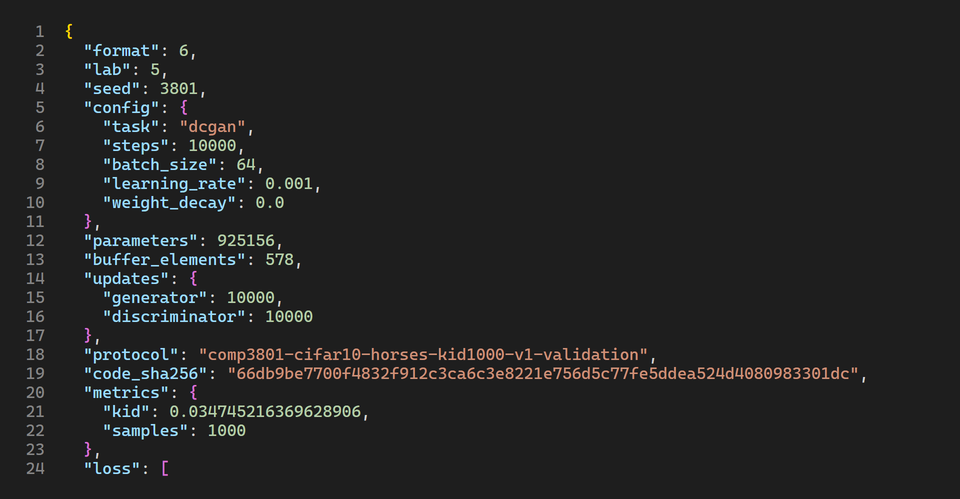 1 {
2 "format": 6,
3 "lab": 5,
4 "seed": 3801,
5 "config": {
6 "task": "dcgan",
7 "steps": 10000,
8 "batch_size": 64,
9 "learning_rate": 0.001,
10 "weight_decay": 0.0
11 },
12 "parameters": 925156,
13 "buffer_elements": 578,
14 "updates": {
15 "generator": 10000,
16 "discriminator": 10000
17 },
18 "protocol": "comp3801-cifar10-horses-kid1000-v1-validation",
19 "code_sha256": "66db9be7700f4832f912c3ca6c3e8221e756d5c77fe5ddea524d4080983301dc",
20 "metrics": {
21 "kid": 0.034745216369628906,
22 "samples": 1000
23 },
24 "loss": [